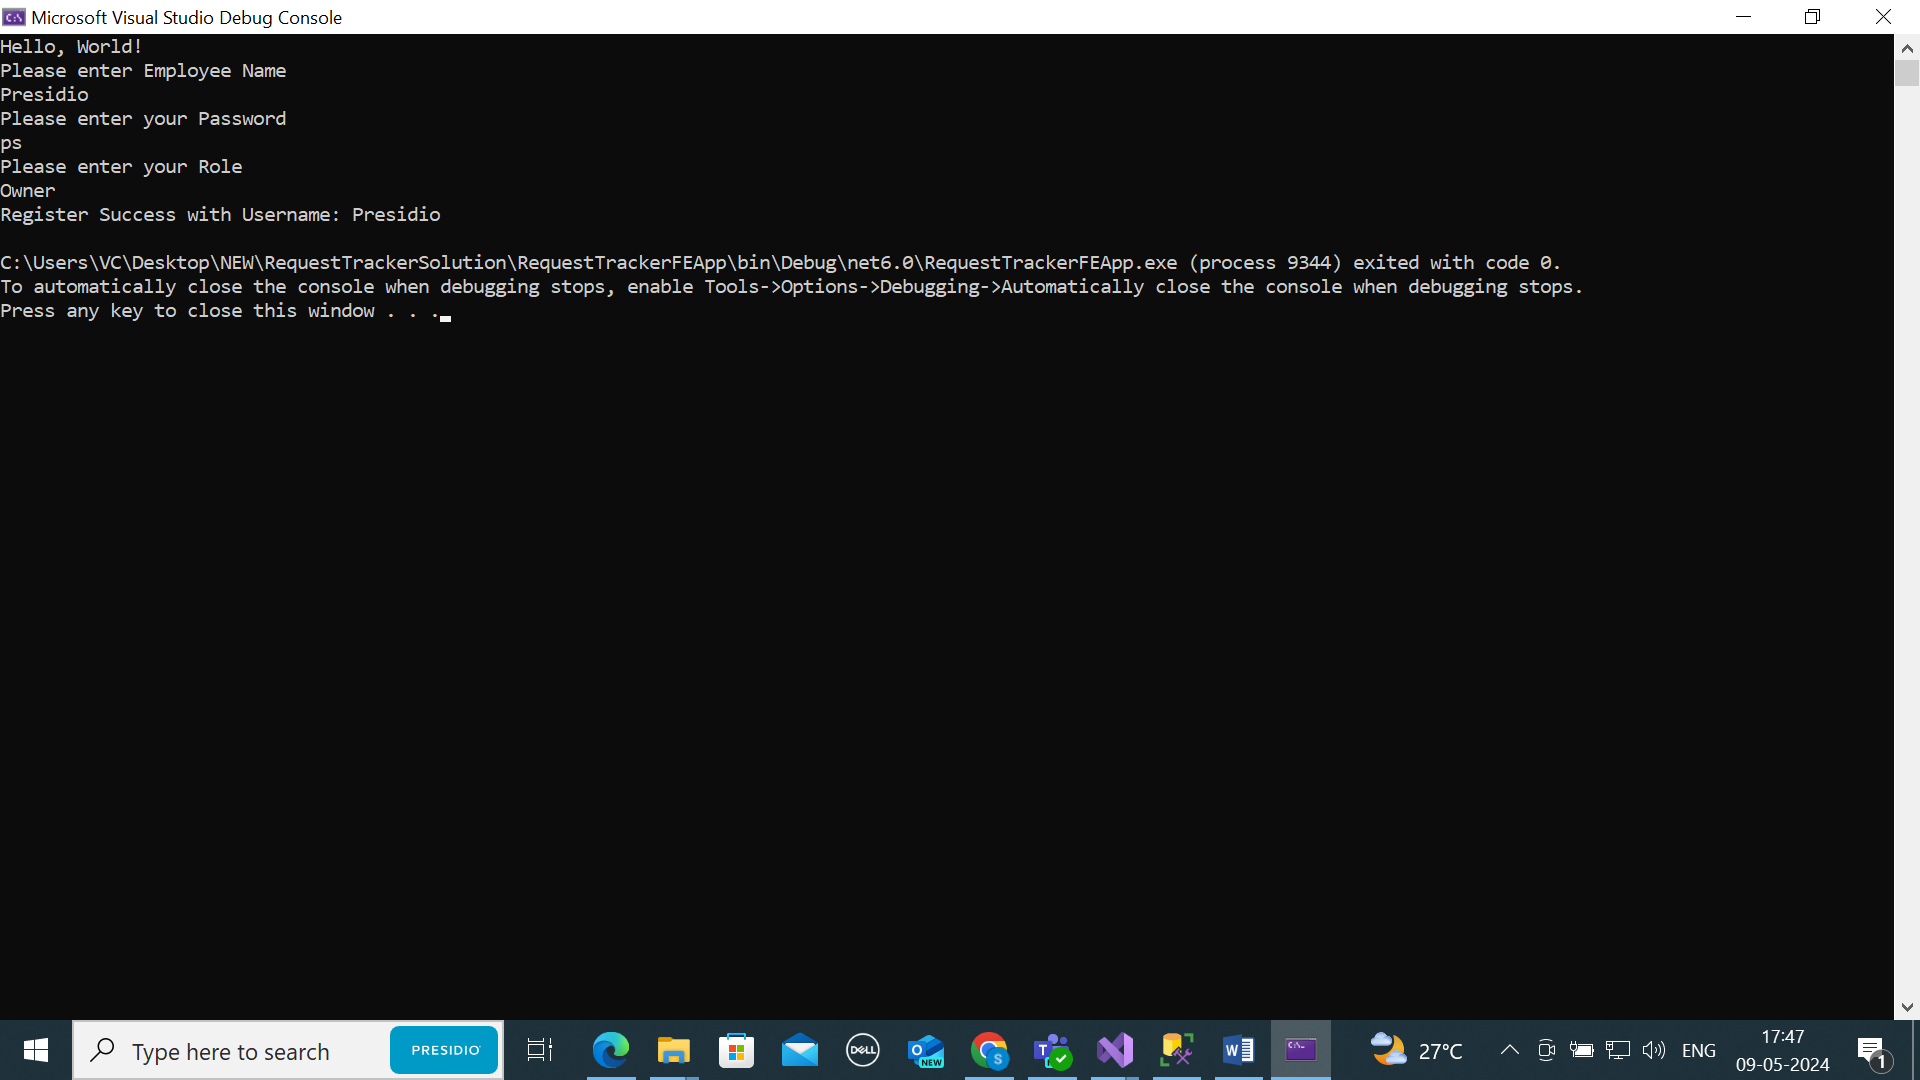 Microsoft Visual Studio Debug Console
Hello, World!
Please enter Employee Name
Presidio
Please enter your Password
ps
Please enter your Role
Owner
Register Success with Username: Presidio
C:\Users\VC\Desktop\NEW\RequestTrackerSolution\RequestTrackerFEApp\bin\Debug\net6.0\RequestTrackerFEApp.exe (process 9344) exited with code 0.
To automatically close the console when debugging stops, enable Tools->Options->Debugging->Automatically close the console when debugging stops.
Press any key to close this window . . .
Type here to search
PRESIDIO
DELL
NEW
S
T
W
27°C
ENG
17:47
09-05-2024
1